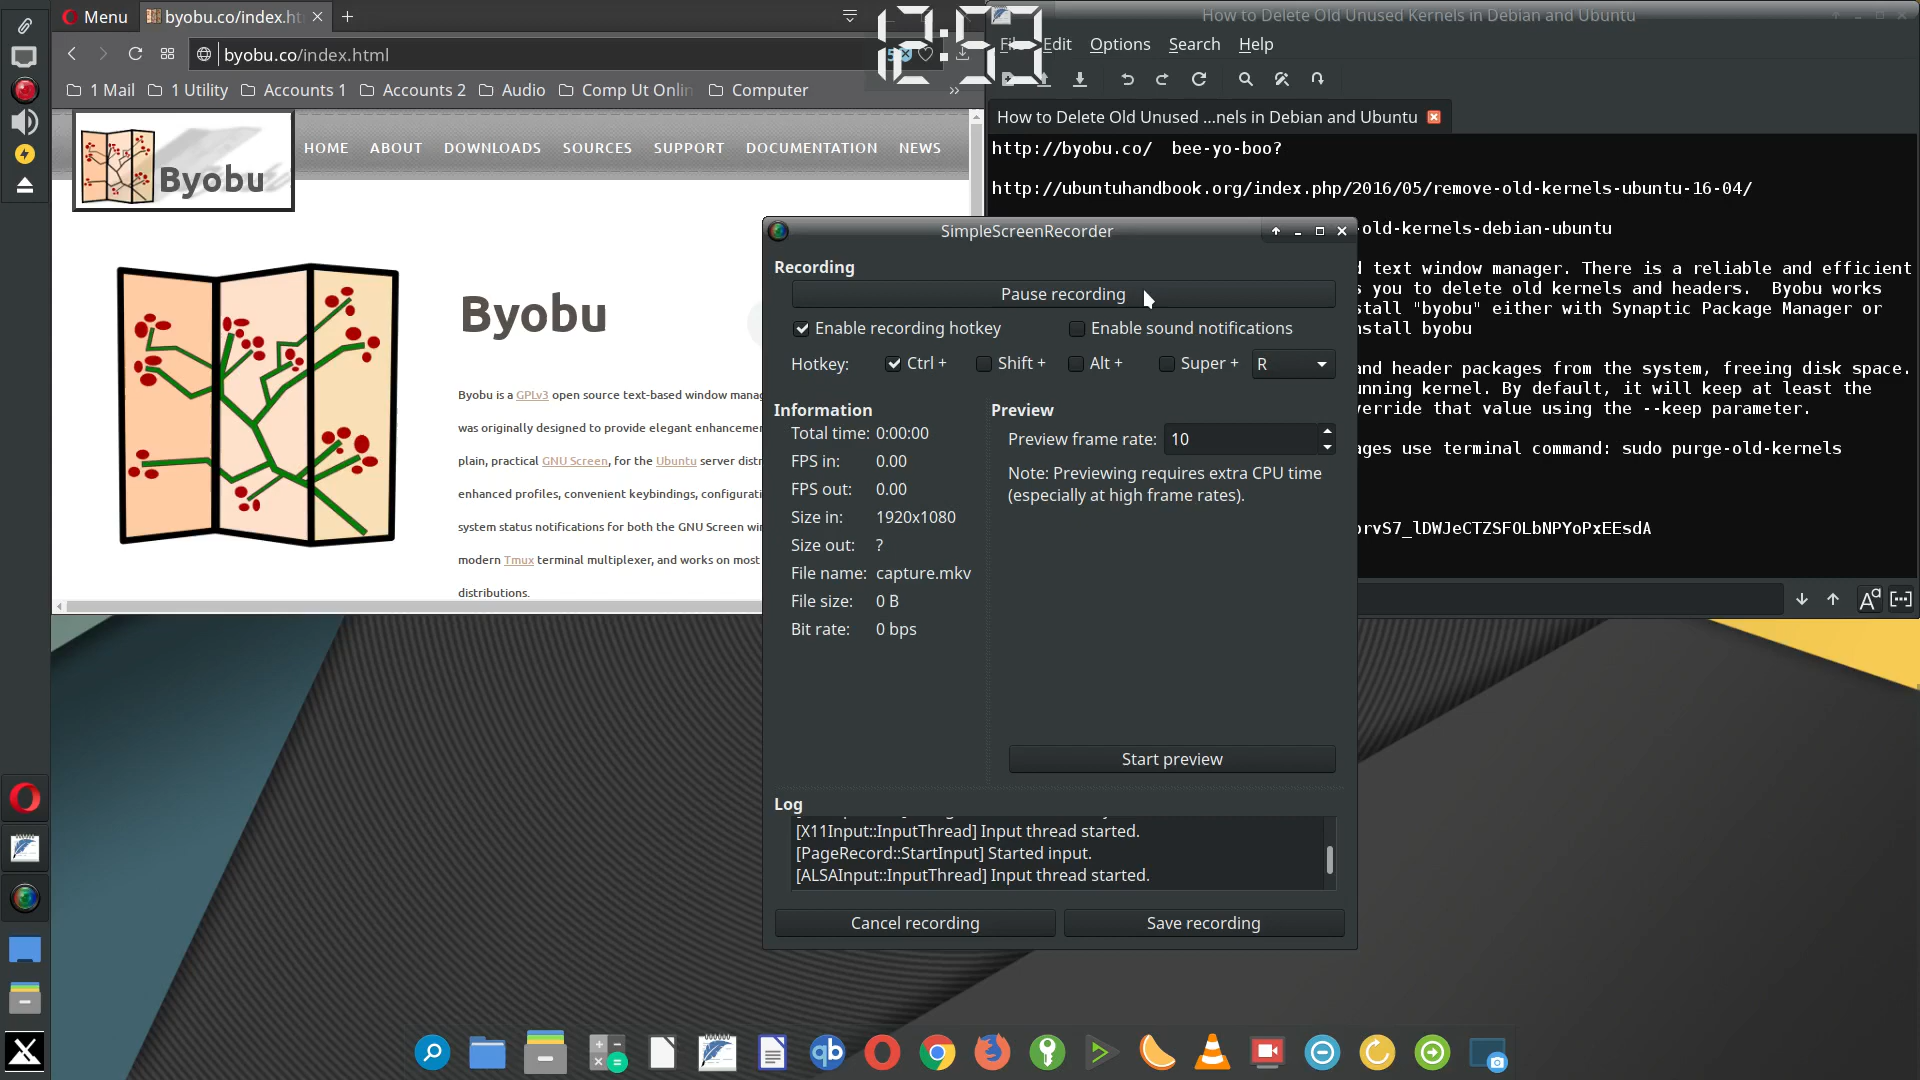 Menu
byobu.co/index.ht
12:53
byobu.co/index.html
1 Mail
1 Utility
Accounts 1
Accounts 2
Audio
Comp Ut Onlin
Computer
»
Byobu
HOME
ABOUT
DOWNLOADS
SOURCES
SUPPORT
DOCUMENTATION
NEWS
Byobu
Byobu is a GPLv3 open source text-based window mana
was originally designed to provide elegant enhancemen
plain, practical GNU Screen, for the Ubuntu server distr
enhanced profiles, convenient keybindings, configurati
system status notifications for both the GNU Screen wi
modern Tmux terminal multiplexer, and works on most
distributions.
How to Delete Old Unused Kernels in Debian and Ubuntu
Edit Options Search Help
How to Delete Old Unused ...nels in Debian and Ubuntu
http://byobu.co/  bee-yo-boo?
http://ubuntuhandbook.org/index.php/2016/05/remove-old-kernels-ubuntu-16-04/
old-kernels-debian-ubuntu
text window manager. There is a reliable and efficient
you to delete old kernels and headers.  Byobu works
stall "byobu" either with Synaptic Package Manager or
nstall byobu
and header packages from the system, freeing disk space.
unning kernel. By default, it will keep at least the
verride that value using the --keep parameter.
ages use terminal command: sudo purge-old-kernels
orvS7_lDWJeCTZSFOLbNPYoPxEEsdA
SimpleScreenRecorder
Recording
Pause recording
Enable recording hotkey
Enable sound notifications
Hotkey:
Ctrl +
Shift +
Alt +
Super +
R
Information
Total time: 0:00:00
FPS in: 0.00
FPS out: 0.00
Size in: 1920x1080
Size out: ?
File name: capture.mkv
File size: 0 B
Bit rate: 0 bps
Preview
Preview frame rate: 10
Note: Previewing requires extra CPU time
(especially at high frame rates).
Start preview
Log
[X11Input::InputThread] Input thread started.
[PageRecord::StartInput] Started input.
[ALSAInput::InputThread] Input thread started.
Cancel recording
Save recording
qb